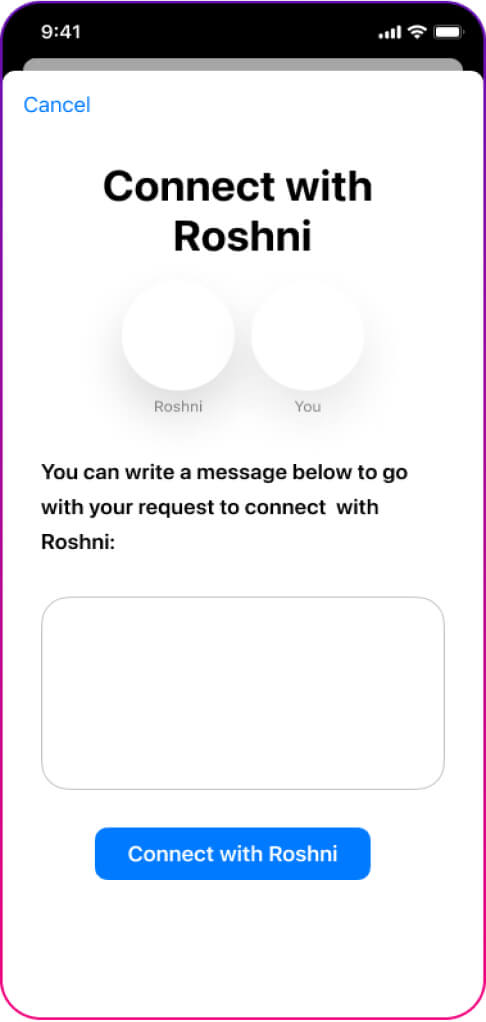 9:41
Cancel
Connect with
Roshni
Roshni You
You can write a message below to go
with your request to connect  with
Roshni:
Connect with Roshni